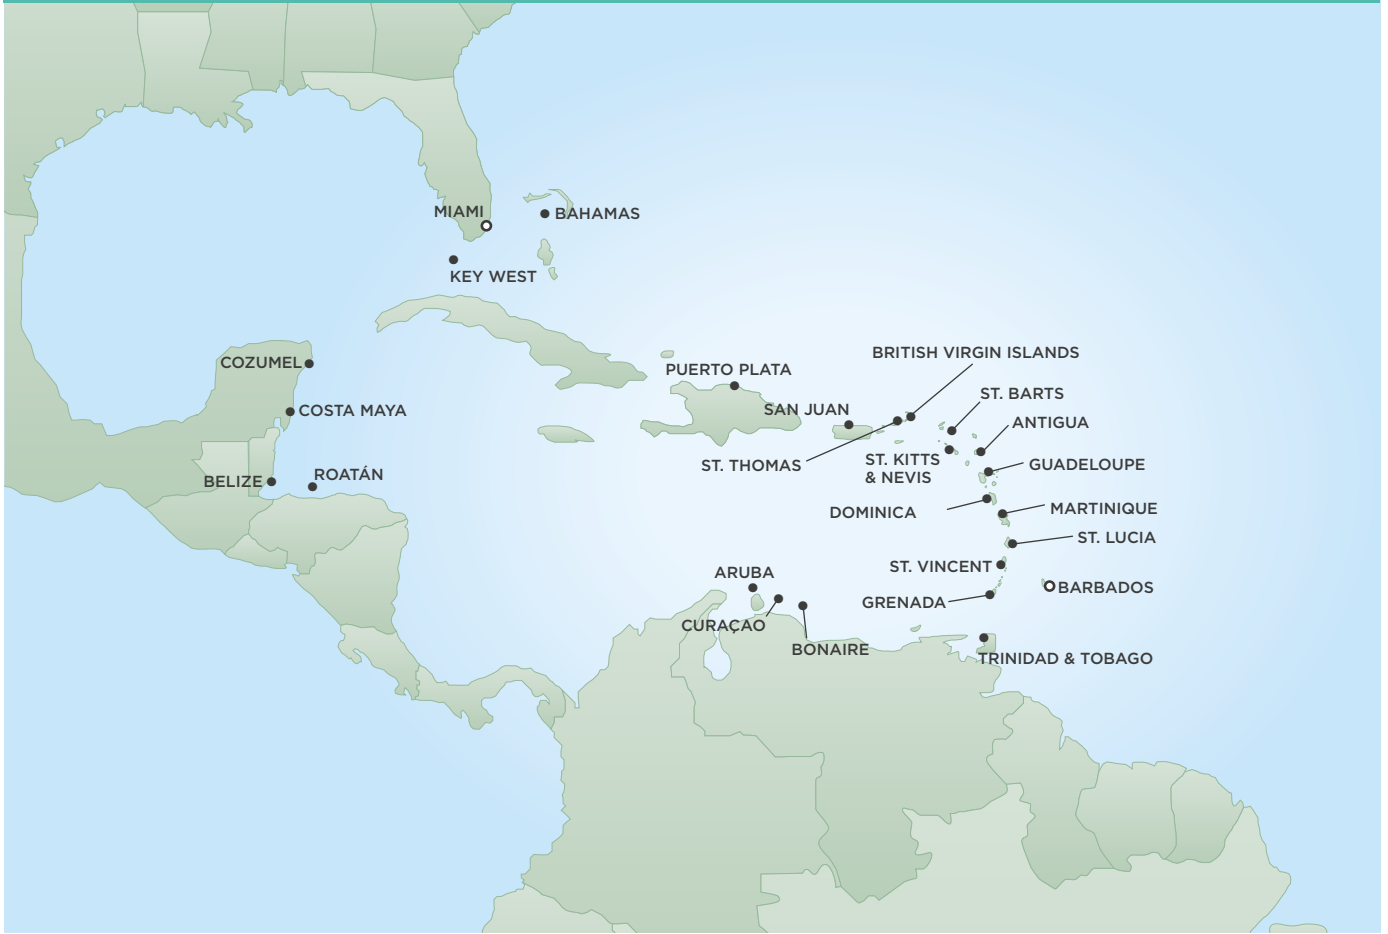 MIAMI
BAHAMAS
KEY WEST
BRITISH VIRGIN ISLANDS
COZUMEL
PUERTO PLATA
ST. BARTS
COSTA MAYA
SAN JUAN
ANTIGUA
ST. THOMAS
ST. KITTS
& NEVIS
GUADELOUPE
BELIZE
ROATÁN
DOMINICA
MARTINIQUE
ST. LUCIA
ST. VINCENT
ARUBA
BARBADOS
GRENADA
CURAÇAO
BONAIRE
TRINIDAD & TOBAGO